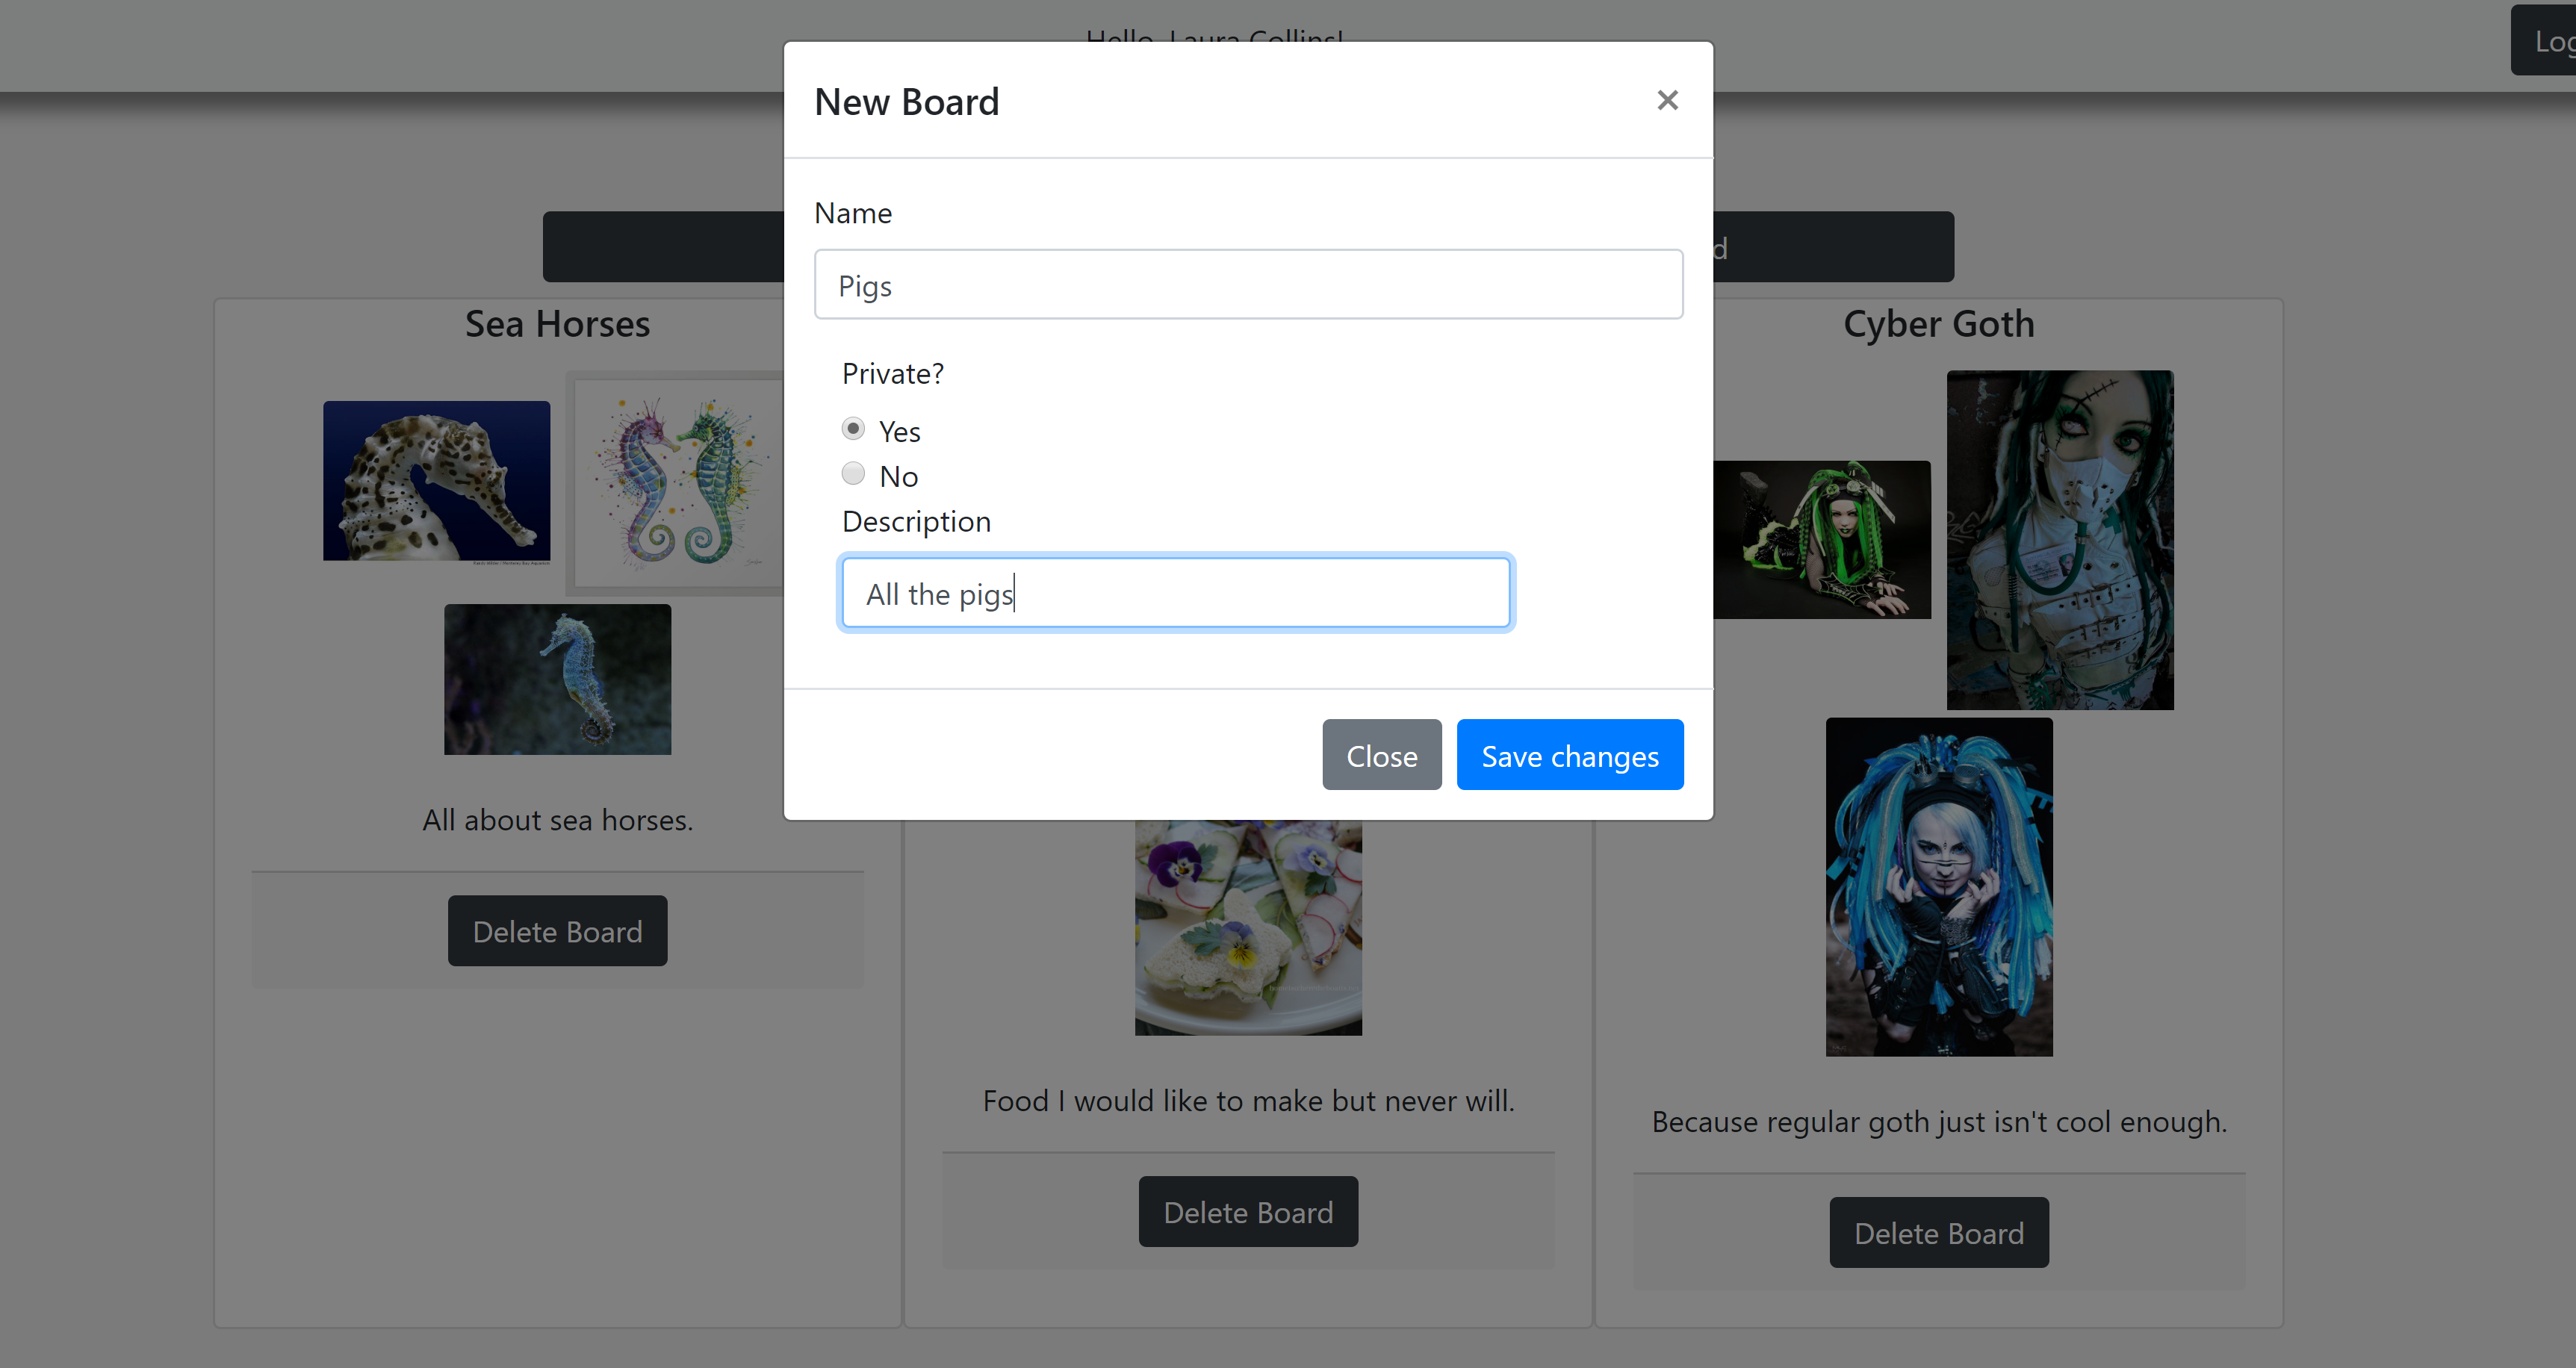 Hello, Laura Collins!
Log
New Board
×
Name
d
Pigs
Sea Horses
Cyber Goth
Private?
Yes
No
Description
All the pigs
Close
Save changes
All about sea horses.
Delete Board
Food I would like to make but never will.
Because regular goth just isn't cool enough.
Delete Board
Delete Board